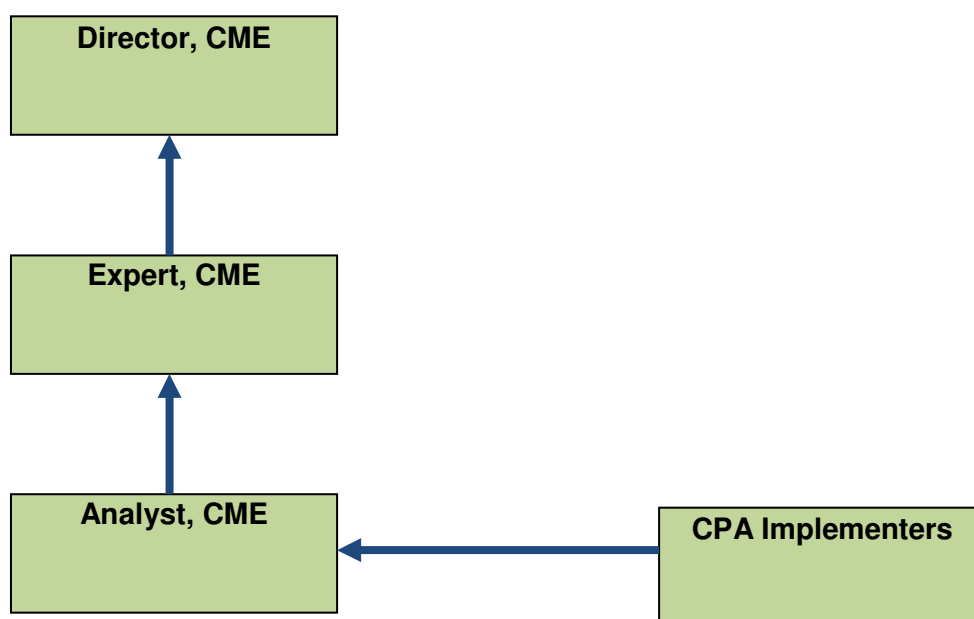 Director, CME
Expert, CME
Analyst, CME
CPA Implementers